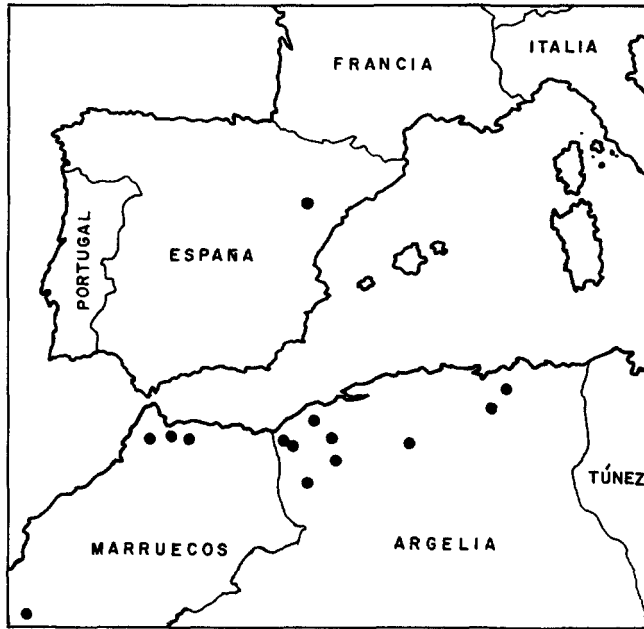 ITALIA
FRANCIA
PORTUGAL
ESPAÑA
TÚNEZ
MARRUECOS
ARGELIA